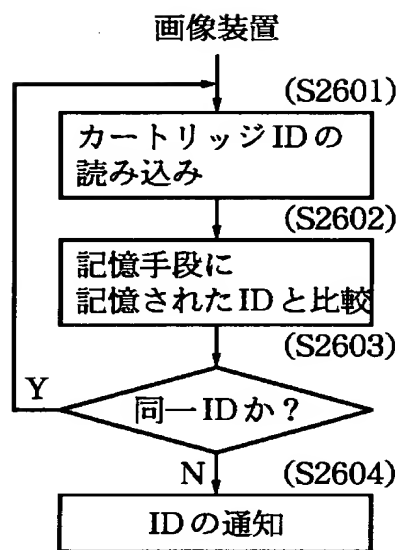 画像装置
(S2601)
カートリッジIDの
読み込み
(S2602)
記憶手段に
記憶されたIDと比較
(S2603)
Y
同一IDか？
N
(S2604)
IDの通知